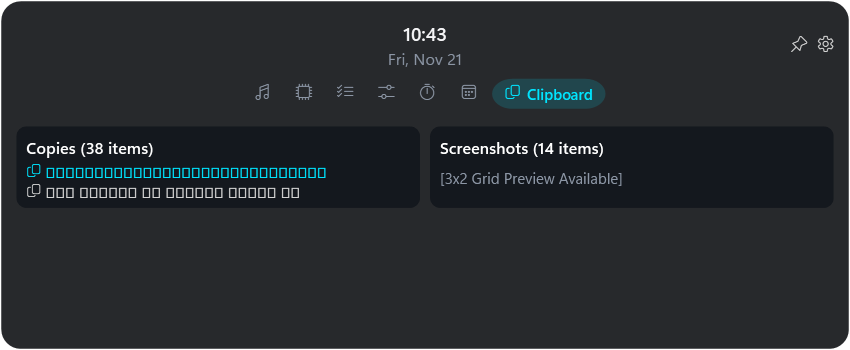 10:43
Fri, Nov 21
Clipboard
Copies (38 items)
Screenshots (14 items)
[3x2 Grid Preview Available]